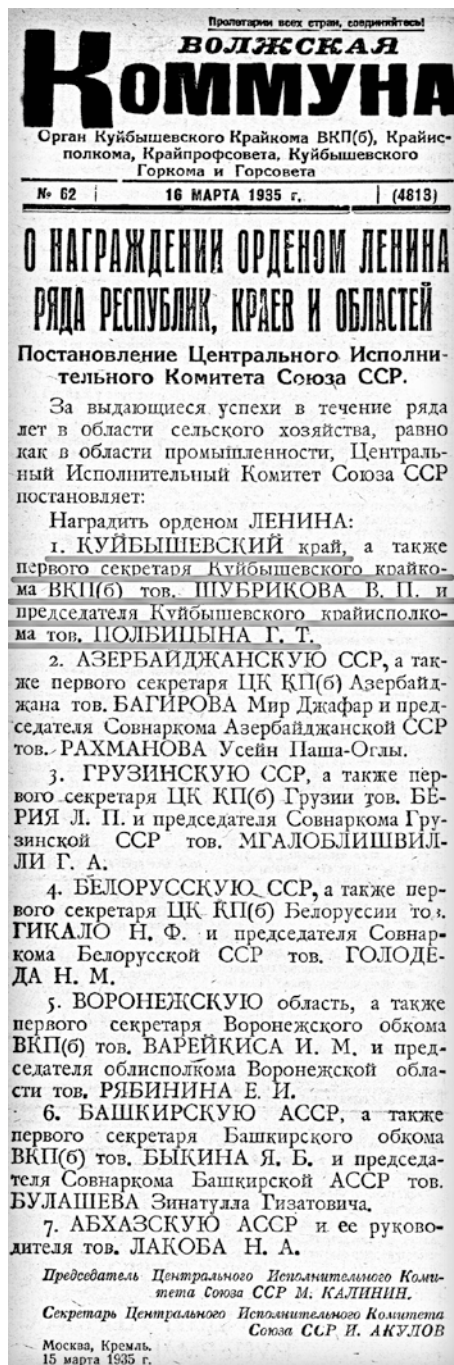 Пролетарии всех стран, соединяйтесь!
ВОЛЖСКАЯ
КОММУНА
Орган Куйбышевского Крайкома ВКП(б), Крайис-
полкома, Крайпрофсовета, Куйбышевского
Горкома и Горсовета
№ 62 16 МАРТА 1935 г. (4813)
О НАГРАЖДЕНИИ ОРДЕНОМ ЛЕНИНА
РЯДА РЕСПУБЛИК, КРАЕВ И ОБЛАСТЕЙ
Постановление Центрального Исполни-
тельного Комитета Союза ССР.
За выдающиеся успехи в течение ряда
лет в области сельского хозяйства, равно
как в области промышленности, Централь-
ный Исполнительный Комитет Союза ССР
постановляет:
Наградить орденом ЛЕНИНА:
1. КУЙБЫШЕВСКИЙ край, а также
первого секретаря Куйбышевского крайко-
ма ВКП(б) тов. ШУБРИКОВА В. П. и
председателя Куйбышевского крайисполко-
ма тов. ПОЛБИЦЫНА Г. Т.
2. АЗЕРБАЙДЖАНСКУЮ ССР, а так-
же первого секретаря ЦК КП(б) Азербайд-
жана тов. БАГИРОВА Мир Джафар и пред-
седателя Совнаркома Азербайджанской ССР
тов. РАХМАНОВА Усейн Паша-Оглы.
3. ГРУЗИНСКУЮ ССР, а также пер-
вого секретаря ЦК КП(б) Грузии тов. БЕ-
РИЯ Л. П. и председателя Совнаркома Гру-
зинской ССР тов. МГАЛОБЛИШВИЛ-
ЛИ Г. А.
4. БЕЛОРУССКУЮ ССР, а также пер-
вого секретаря ЦК КП(б) Белоруссии тов.
ГИКАЛО Н. Ф. и председателя Совнар-
кома Белорусской ССР тов. ГОЛОДЕ-
ДА Н. М.
5. ВОРОНЕЖСКУЮ область, а также
первого секретаря Воронежского обкома
ВКП(б) тов. ВАРЕЙКИСА И. М. и пред-
седателя облисполкома Воронежской обла-
сти тов. РЯБИНИНА Е. И.
6. БАШКИРСКУЮ АССР, а также
первого секретаря Башкирского обкома
ВКП(б) тов. БЫКИНА Я. Б. и председа-
теля Совнаркома Башкирской АССР тов.
БУЛАШЕВА Зинатулла Гизатовича.
7. АБХАЗСКУЮ АССР и ее руково-
дителя тов. ЛАКОБА Н. А.
Председатель Центрального Исполнительного Коми-
тета Союза ССР М. КАЛИНИН.
Секретарь Центрального Исполнительного Комитета
Союза ССР И. АКУЛОВ
Москва, Кремль.
15 марта 1935 г.